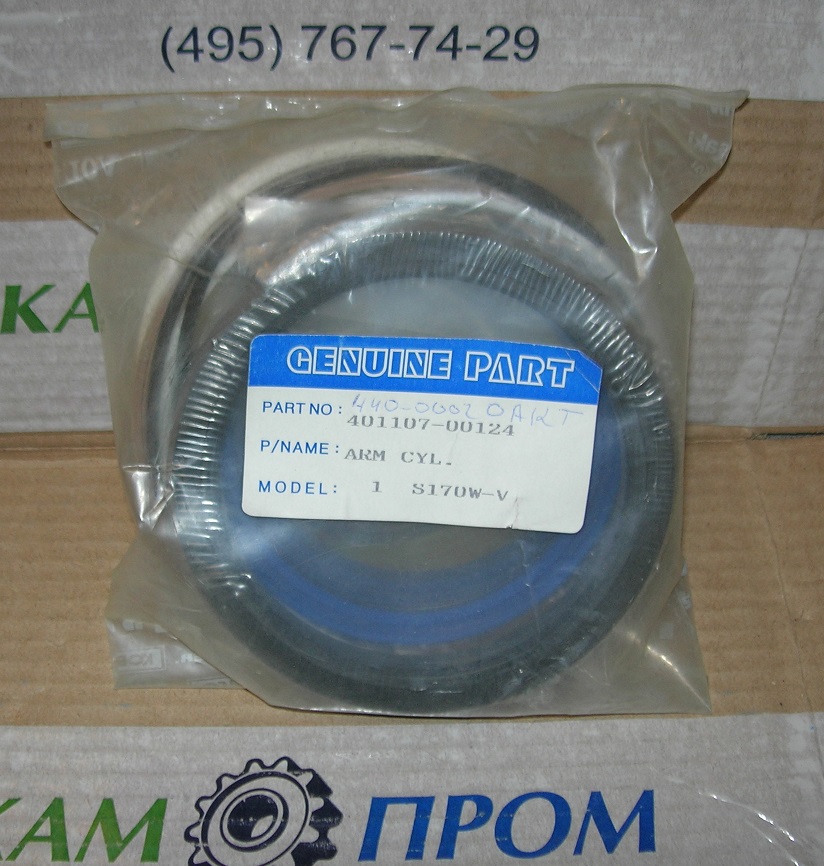 (495) 767-74-29
КА
GENUINE PART
PART NO: 440-00020AKT
401107-00124
P/NAME: ARM CYL.
MODEL: 1 S170W-V
КАМ ПРОМ